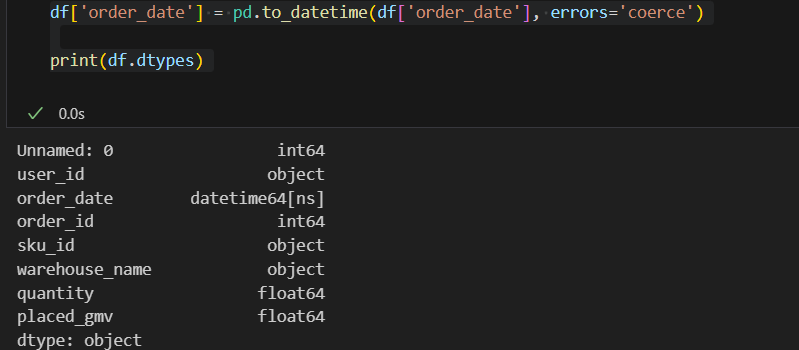 df['order_date'] = pd.to_datetime(df['order_date'], errors='coerce')
print(df.dtypes)
0.0s
Unnamed: 0 int64
user_id object
order_date datetime64[ns]
order_id int64
sku_id object
warehouse_name object
quantity float64
placed_gmv float64
dtype: object